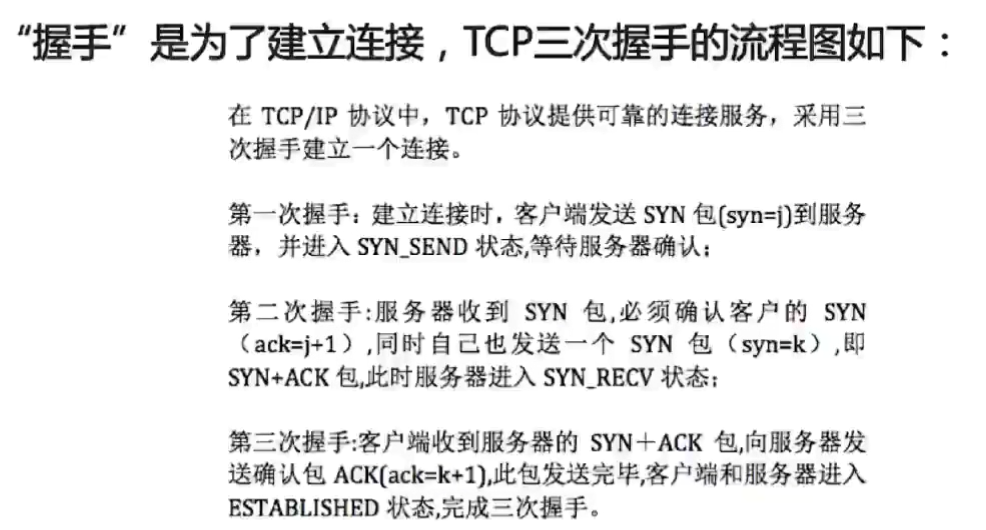 “握手”是为了建立连接，TCP三次握手的流程图如下：
在 TCP/IP 协议中，TCP 协议提供可靠的连接服务，采用三
次握手建立一个连接。
第一次握手：建立连接时，客户端发送 SYN 包(syn=j)到服务
器，并进入 SYN_SEND 状态,等待服务器确认；
第二次握手:服务器收到 SYN 包,必须确认客户的 SYN
（ack=j+1）,同时自己也发送一个 SYN 包（syn=k）,即
SYN+ACK 包,此时服务器进入 SYN_RECV 状态；
第三次握手:客户端收到服务器的 SYN＋ACK 包,向服务器发
送确认包 ACK(ack=k+1),此包发送完毕,客户端和服务器进入
ESTABLISHED 状态,完成三次握手。